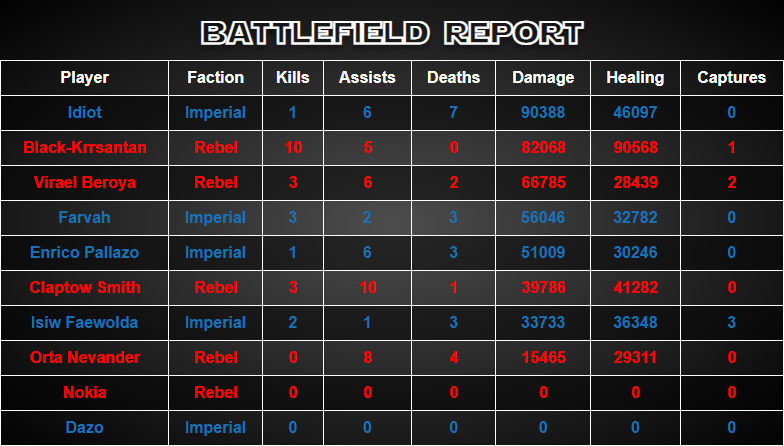 BATTLEFIELD REPORT
Player Faction Kills Assists Deaths Damage Healing Captures
Idiot Imperial 1 6 7 90388 46097 0
Black-Krrsantan Rebel 10 5 0 82068 90568 1
Virael Beroya Rebel 3 6 2 66785 28439 2
Farvah Imperial 3 2 3 56046 32782 0
Enrico Pallazo Imperial 1 6 3 51009 30246 0
Claptow Smith Rebel 3 10 1 39786 41282 0
Isiw Faewolda Imperial 2 1 3 33733 36348 3
Orta Nevander Rebel 0 8 4 15465 29311 0
Nokia Rebel 0 0 0 0 0 0
Dazo Imperial 0 0 0 0 0 0